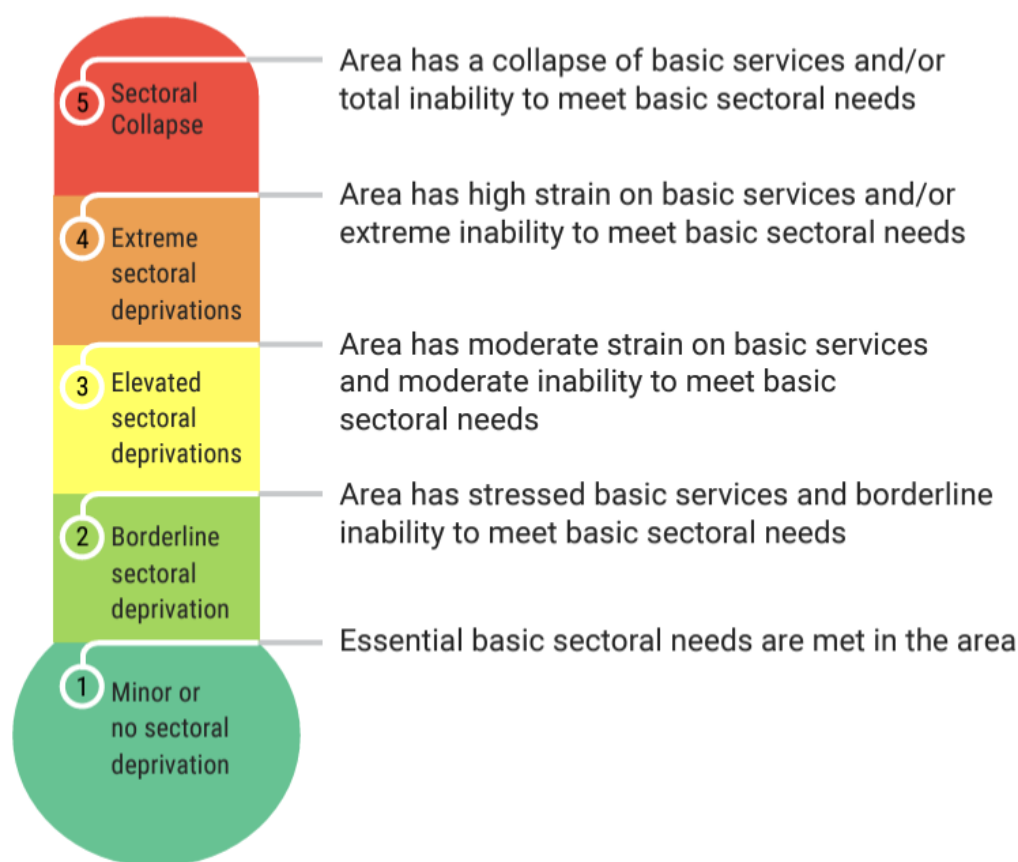 5
Sectoral
Collapse
Area has a collapse of basic services and/or
total inability to meet basic sectoral needs
4
Extreme
sectoral
deprivations
Area has high strain on basic services and/or
extreme inability to meet basic sectoral needs
3
Elevated
sectoral
deprivations
Area has moderate strain on basic services
and moderate inability to meet basic
sectoral needs
2
Borderline
sectoral
deprivation
Area has stressed basic services and borderline
inability to meet basic sectoral needs
1
Minor or
no sectoral
deprivation
Essential basic sectoral needs are met in the area